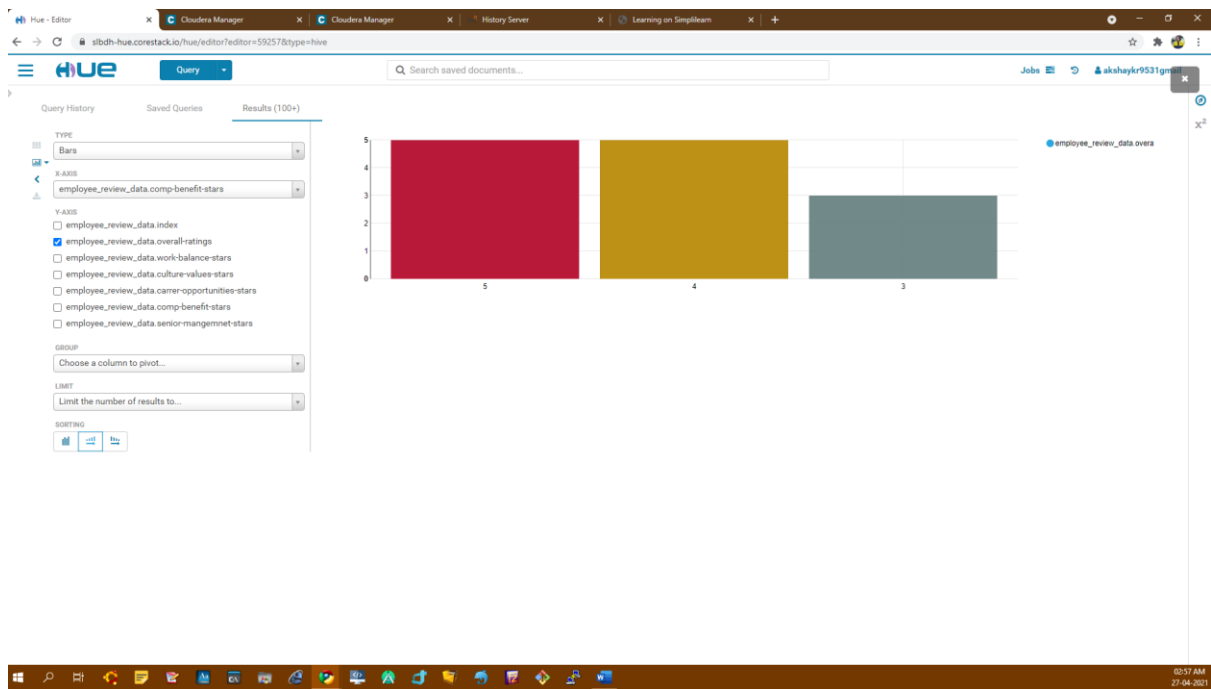 Hue - Editor
Cloudera Manager
Cloudera Manager
History Server
Learning on Simplilearn
slbdh-hue.corestack.io/hue/editor?editor=59257&type=hive
HUE
Query
Search saved documents...
Jobs
akshaykr9531gmail
Query History
Saved Queries
Results (100+)
TYPE
Bars
X-AXIS
employee_review_data.comp-benefit-stars
Y-AXIS
employee_review_data.index
employee_review_data.overall-ratings
employee_review_data.work-balance-stars
employee_review_data.culture-values-stars
employee_review_data.carrer-opportunities-stars
employee_review_data.comp-benefit-stars
employee_review_data.senior-mangemnet-stars
GROUP
Choose a column to pivot...
LIMIT
Limit the number of results to...
SORTING
5
4
3
2
1
0
5
4
3
employee_review_data.overa
x²
02:57 AM
27-04-2021